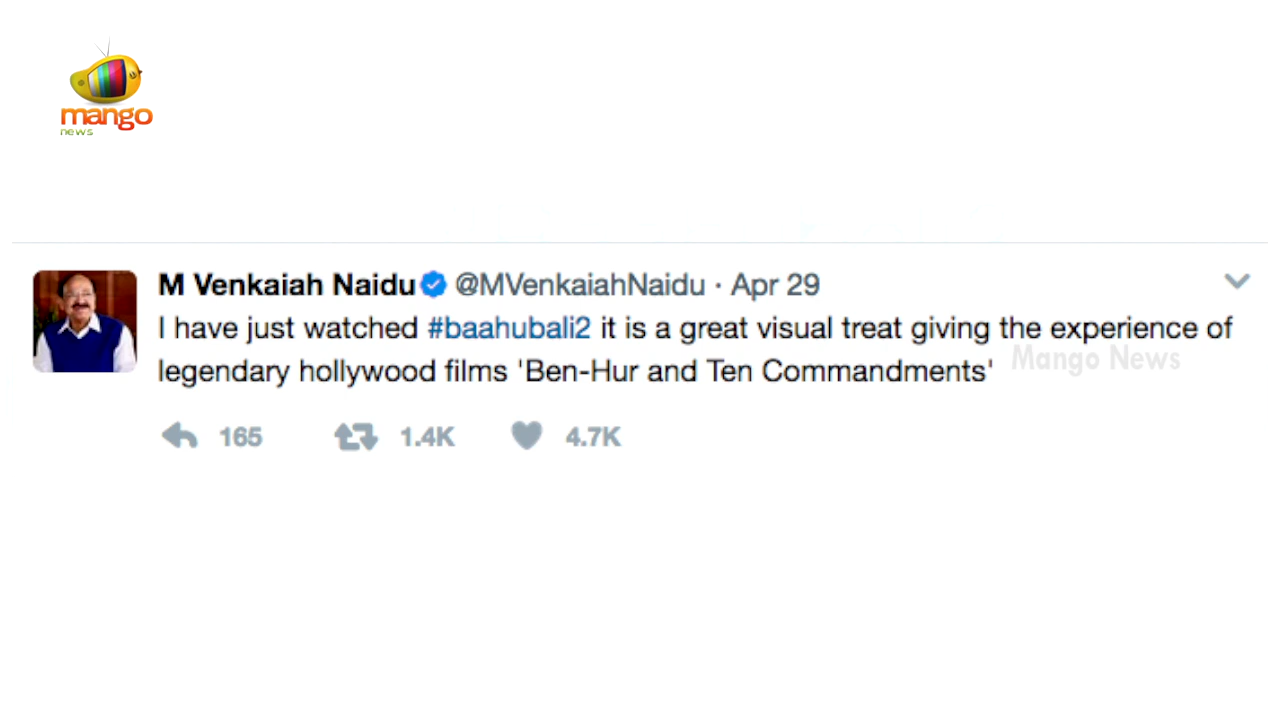 mango
news
M Venkaiah Naidu @MVenkaiahNaidu · Apr 29
I have just watched #baahubali2 it is a great visual treat giving the experience of
legendary hollywood films 'Ben-Hur and Ten Commandments'
Mango News
165 1.4K 4.7K